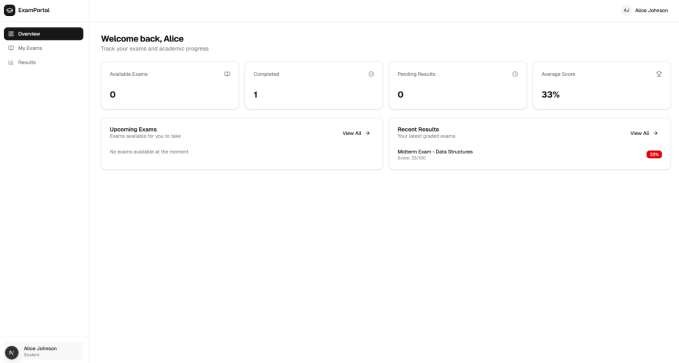 ExamPortal
AJ Alice Johnson
Overview
My Exams
Results
Welcome back, Alice
Track your exams and academic progress
Available Exams
0
Completed
1
Pending Results
0
Average Score
33%
Upcoming Exams
Exams available for you to take
View All
No exams available at the moment
Recent Results
Your latest graded exams
View All
Midterm Exam - Data Structures
Score: 33/100
33%
Alice Johnson
Student
N